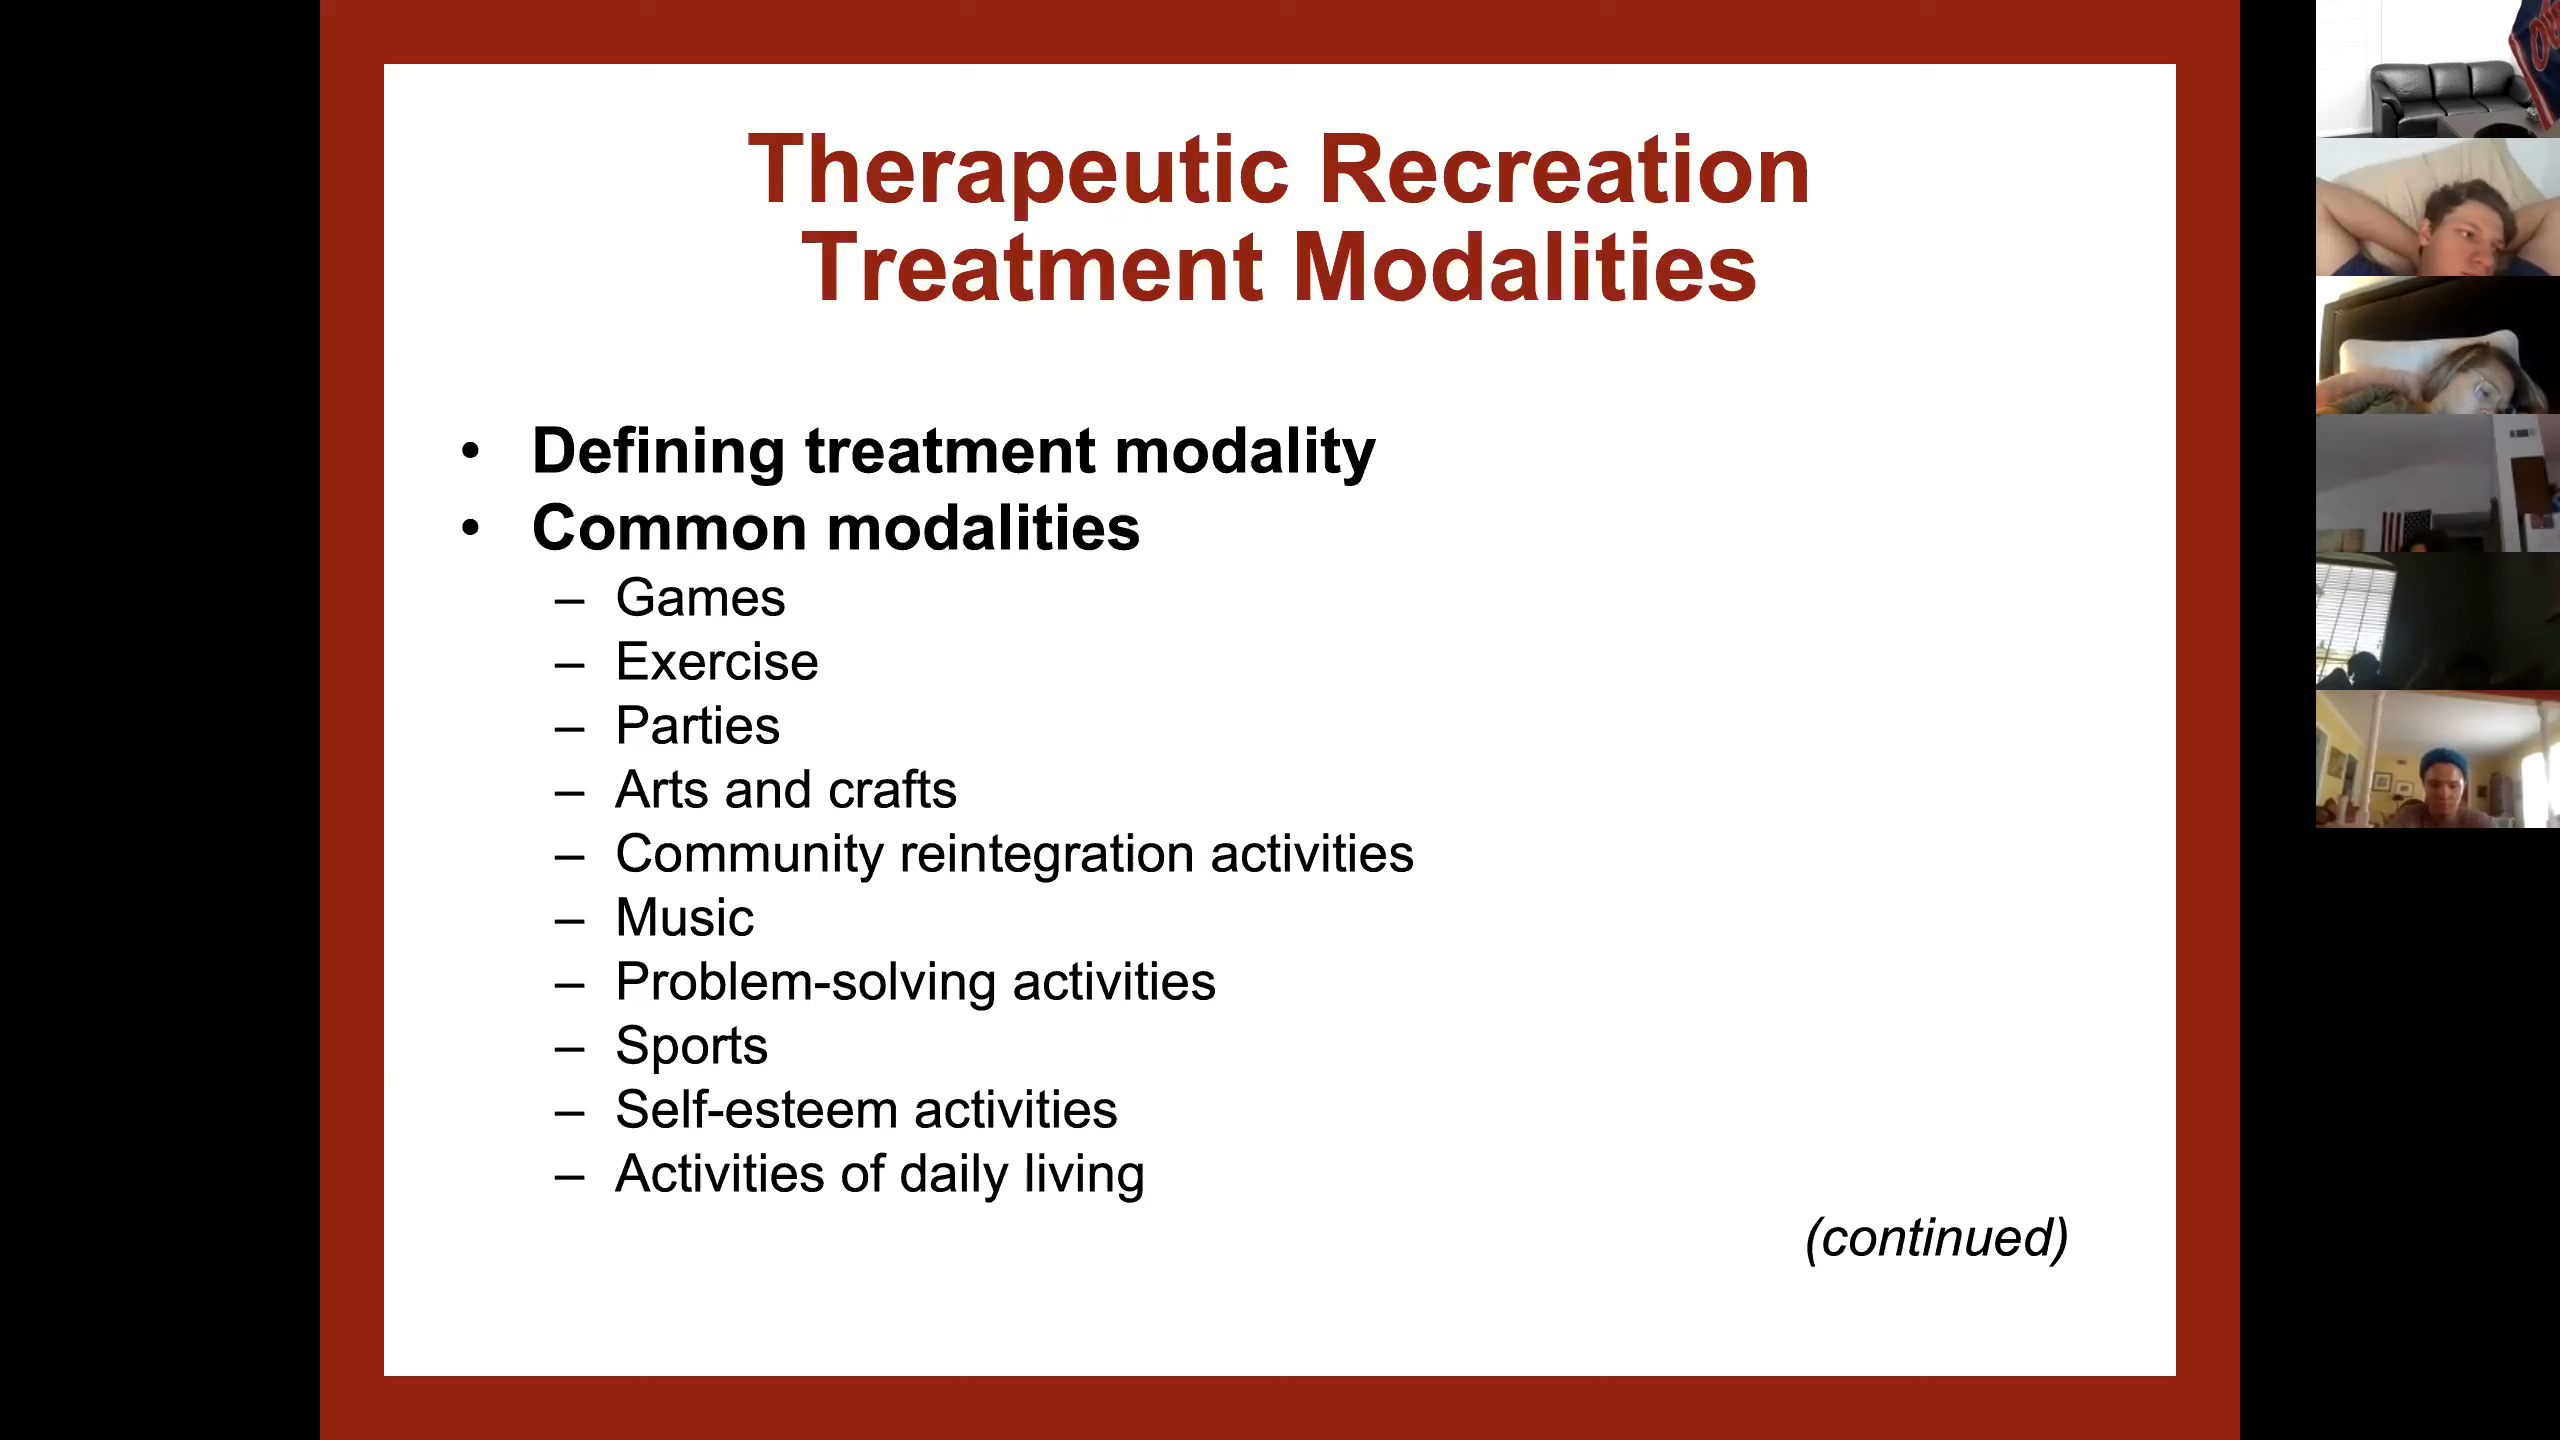 Therapeutic Recreation
Treatment Modalities
• Defining treatment modality
• Common modalities
– Games
– Exercise
– Parties
– Arts and crafts
– Community reintegration activities
– Music
– Problem-solving activities
– Sports
– Self-esteem activities
– Activities of daily living
(continued)